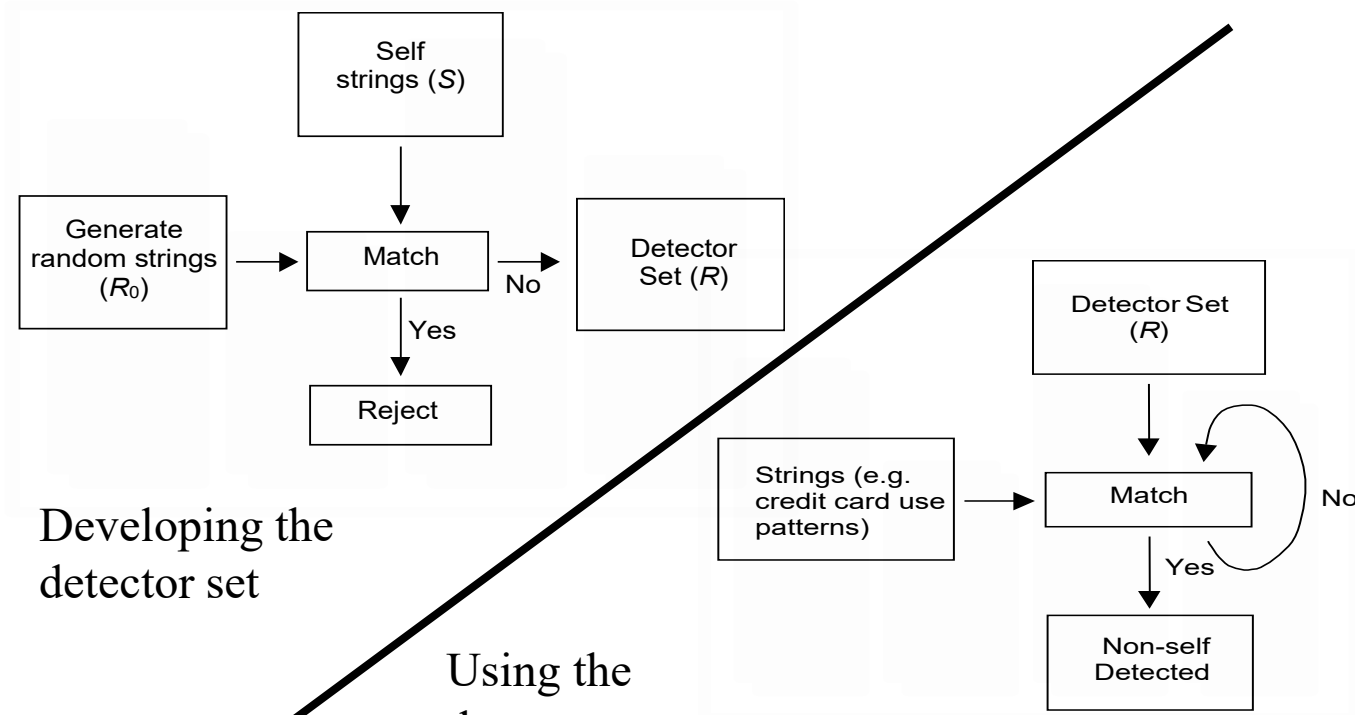 Self
strings (S)
Generate
random strings
(R₀)
Match
No
Detector
Set (R)
Yes
Reject
Developing the
detector set
Detector Set
(R)
Strings (e.g.
credit card use
patterns)
Match
No
Yes
Non-self
Detected
Using the